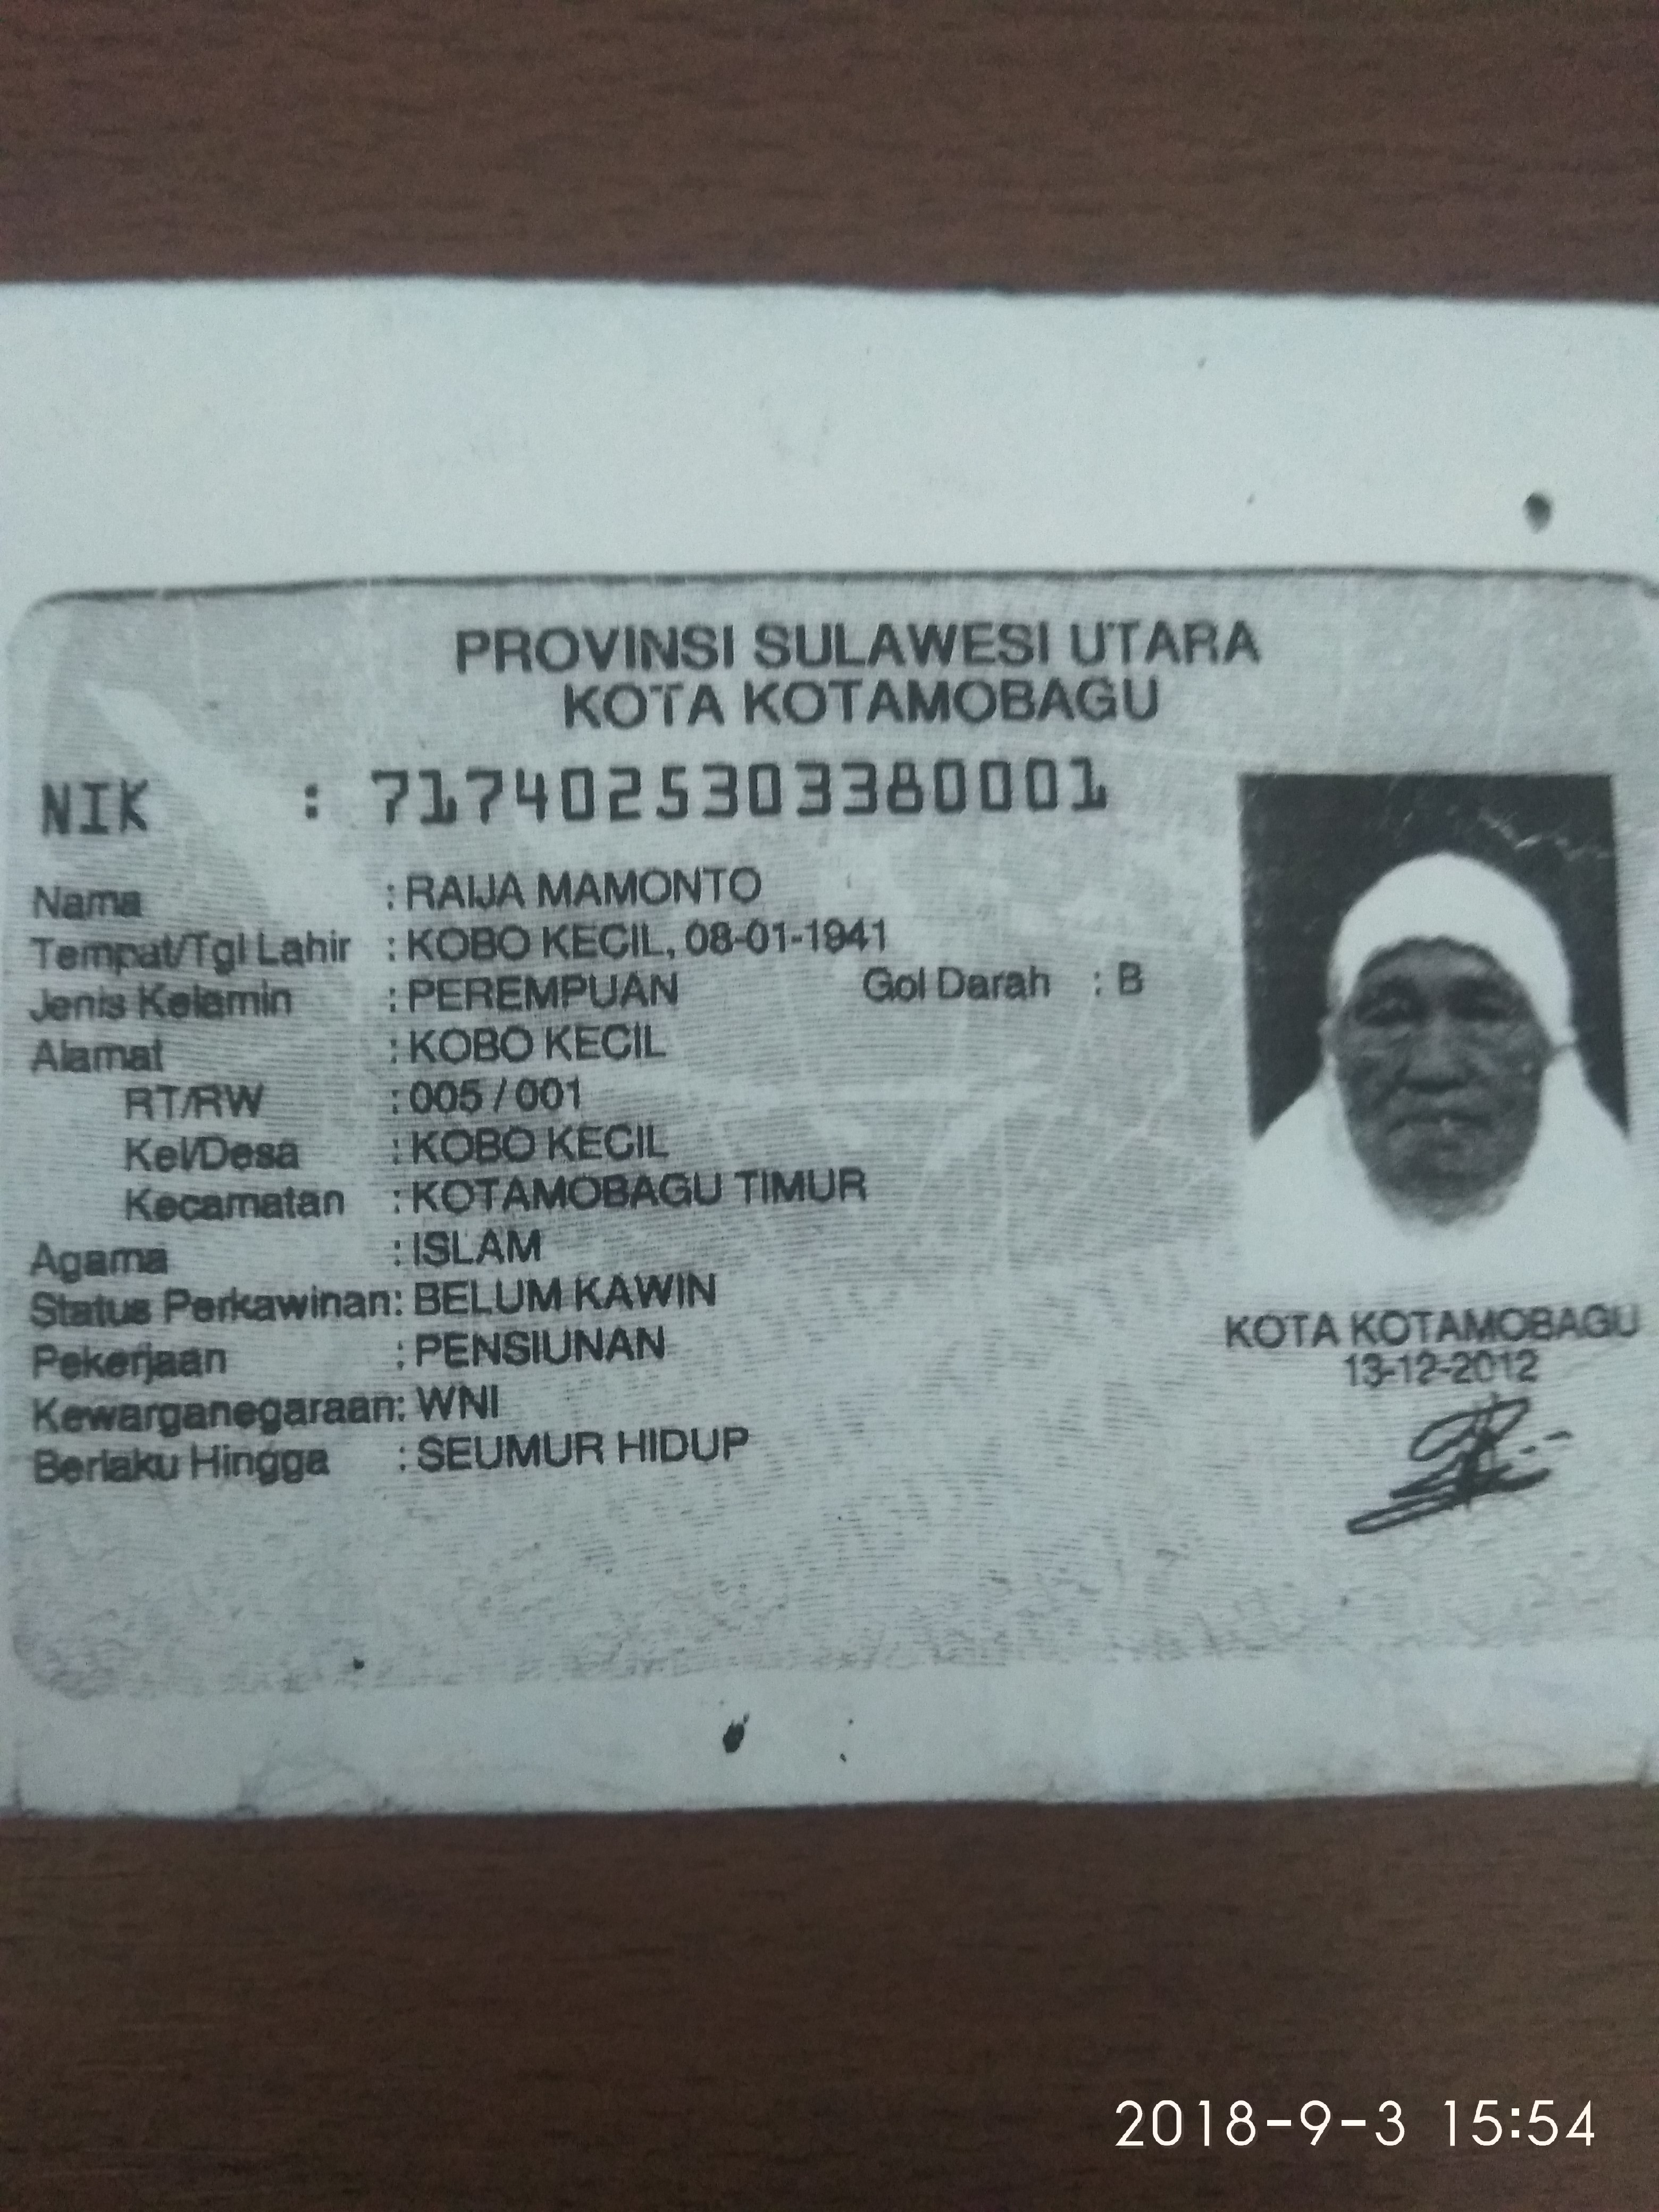 PROVINSI SULAWESI UTARA
KOTA KOTAMOBAGU
NIK : 7174025303380001
Nama : RAIJA MAMONTO
Tempat/Tgl Lahir : KOBO KECIL, 08-01-1941
Jenis Kelamin : PEREMPUAN Gol Darah : B
Alamat : KOBO KECIL
RT/RW : 005 / 001
Kel/Desa : KOBO KECIL
Kecamatan : KOTAMOBAGU TIMUR
Agama : ISLAM
Status Perkawinan: BELUM KAWIN
Pekerjaan : PENSIUNAN
Kewarganegaraan: WNI
Berlaku Hingga : SEUMUR HIDUP
KOTA KOTAMOBAGU
13-12-2012
2018-9-3 15:54